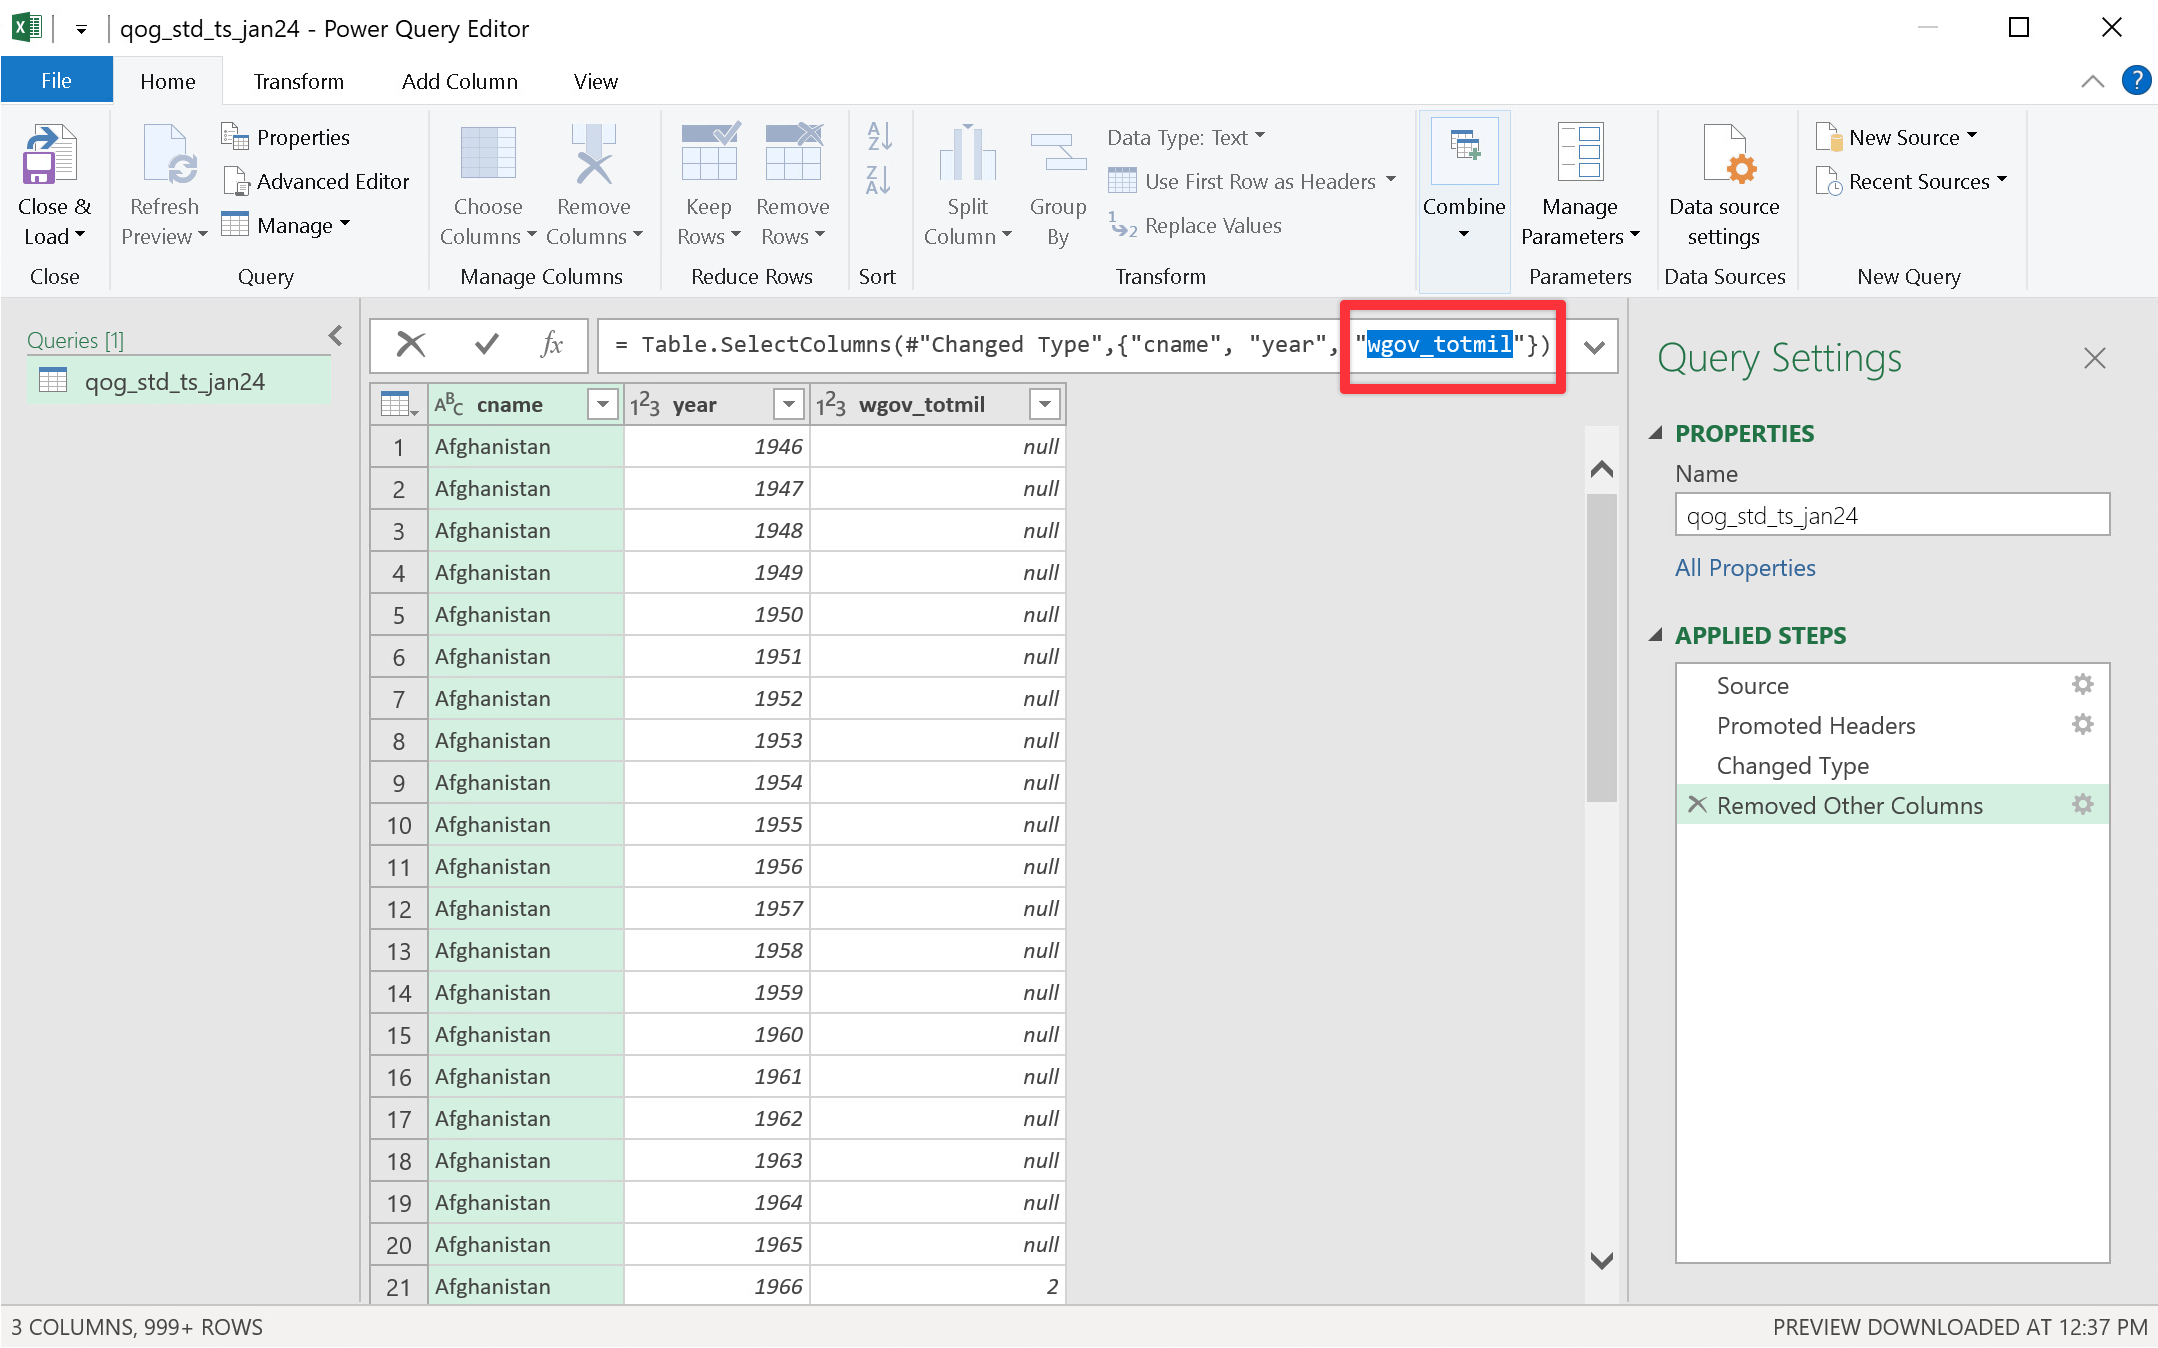 qog_std_ts_jan24 - Power Query Editor
File Home Transform Add Column View
Close & Load
Close
Refresh Preview
Properties
Advanced Editor
Manage
Query
Choose Columns
Remove Columns
Manage Columns
Keep Rows
Remove Rows
Reduce Rows
Sort
Split Column
Group By
Data Type: Text
Use First Row as Headers
Replace Values
Transform
Combine
Manage Parameters
Parameters
Data source settings
Data Sources
New Source
Recent Sources
New Query
Queries [1]
qog_std_ts_jan24
fx
= Table.SelectColumns(#"Changed Type",{"cname", "year", "wgov_totmil"})
ABC cname 123 year 123 wgov_totmil
1 Afghanistan 1946 null
2 Afghanistan 1947 null
3 Afghanistan 1948 null
4 Afghanistan 1949 null
5 Afghanistan 1950 null
6 Afghanistan 1951 null
7 Afghanistan 1952 null
8 Afghanistan 1953 null
9 Afghanistan 1954 null
10 Afghanistan 1955 null
11 Afghanistan 1956 null
12 Afghanistan 1957 null
13 Afghanistan 1958 null
14 Afghanistan 1959 null
15 Afghanistan 1960 null
16 Afghanistan 1961 null
17 Afghanistan 1962 null
18 Afghanistan 1963 null
19 Afghanistan 1964 null
20 Afghanistan 1965 null
21 Afghanistan 1966 2
Query Settings
PROPERTIES
Name
qog_std_ts_jan24
All Properties
APPLIED STEPS
Source
Promoted Headers
Changed Type
Removed Other Columns
3 COLUMNS, 999+ ROWS
PREVIEW DOWNLOADED AT 12:37 PM